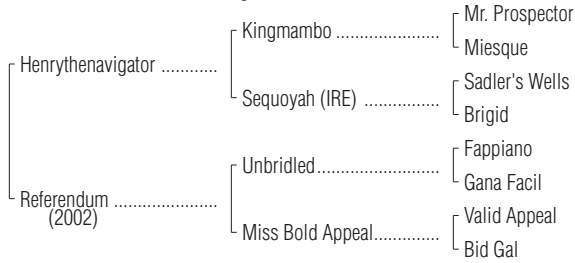 Mr. Prospector
Kingmambo ..................
Miesque
Henrythenavigator ............
Sadler's Wells
Sequoyah (IRE) ................
Brigid
Fappiano
Unbridled.......................
Gana Facil
Referendum ......................
(2002)
Valid Appeal
Miss Bold Appeal..............
Bid Gal